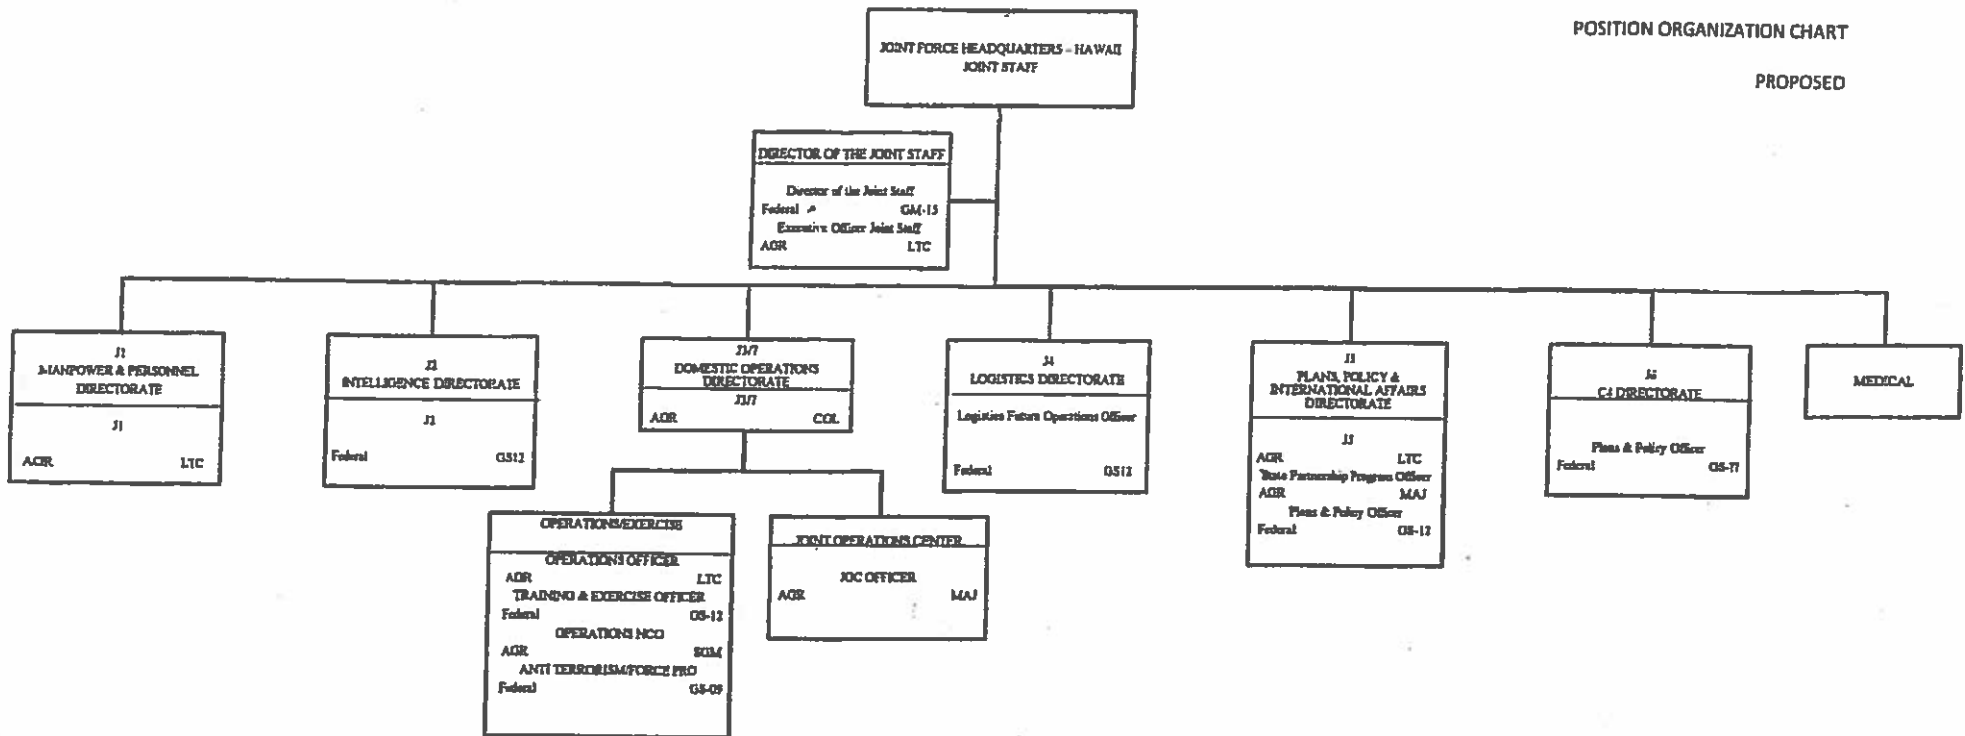 POSITION ORGANIZATION CHART
PROPOSED
JOINT FORCE HEADQUARTERS - HAWAII
JOINT STAFF
DIRECTOR OF THE JOINT STAFF
Director of the Joint Staff
Federal GM-15
Executive Officer Joint Staff
AGR LTC
J1
MANPOWER & PERSONNEL
DIRECTORATE
J1
AGR LTC
J2
INTELLIGENCE DIRECTORATE
J2
Federal GS12
J3/7
DOMESTIC OPERATIONS
DIRECTORATE
J3/7
AGR COL
OPERATIONS/EXERCISE
OPERATIONS OFFICER
AGR LTC
TRAINING & EXERCISE OFFICER
Federal GS-12
OPERATIONS NCO
AGR SGM
ANTI TERRORISM/FORCE PRO
Federal GS-09
JOINT OPERATIONS CENTER
JOC OFFICER
AGR MAJ
J4
LOGISTICS DIRECTORATE
Logistics Future Operations Officer
Federal GS12
J5
PLANS, POLICY &
INTERNATIONAL AFFAIRS
DIRECTORATE
J5
AGR LTC
State Partnership Program Officer
AGR MAJ
Plans & Policy Officer
Federal GS-12
J6
C4 DIRECTORATE
Plans & Policy Officer
Federal GS-??
MEDICAL